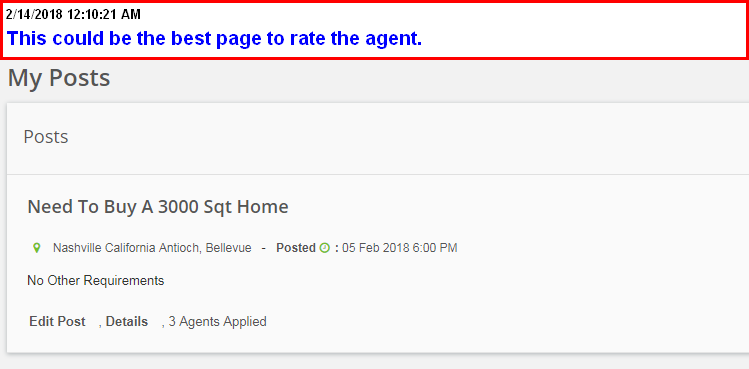 2/14/2018 12:10:21 AM
This could be the best page to rate the agent.
My Posts
Posts
Need To Buy A 3000 Sqt Home
Nashville California Antioch, Bellevue - Posted : 05 Feb 2018 6:00 PM
No Other Requirements
Edit Post , Details , 3 Agents Applied